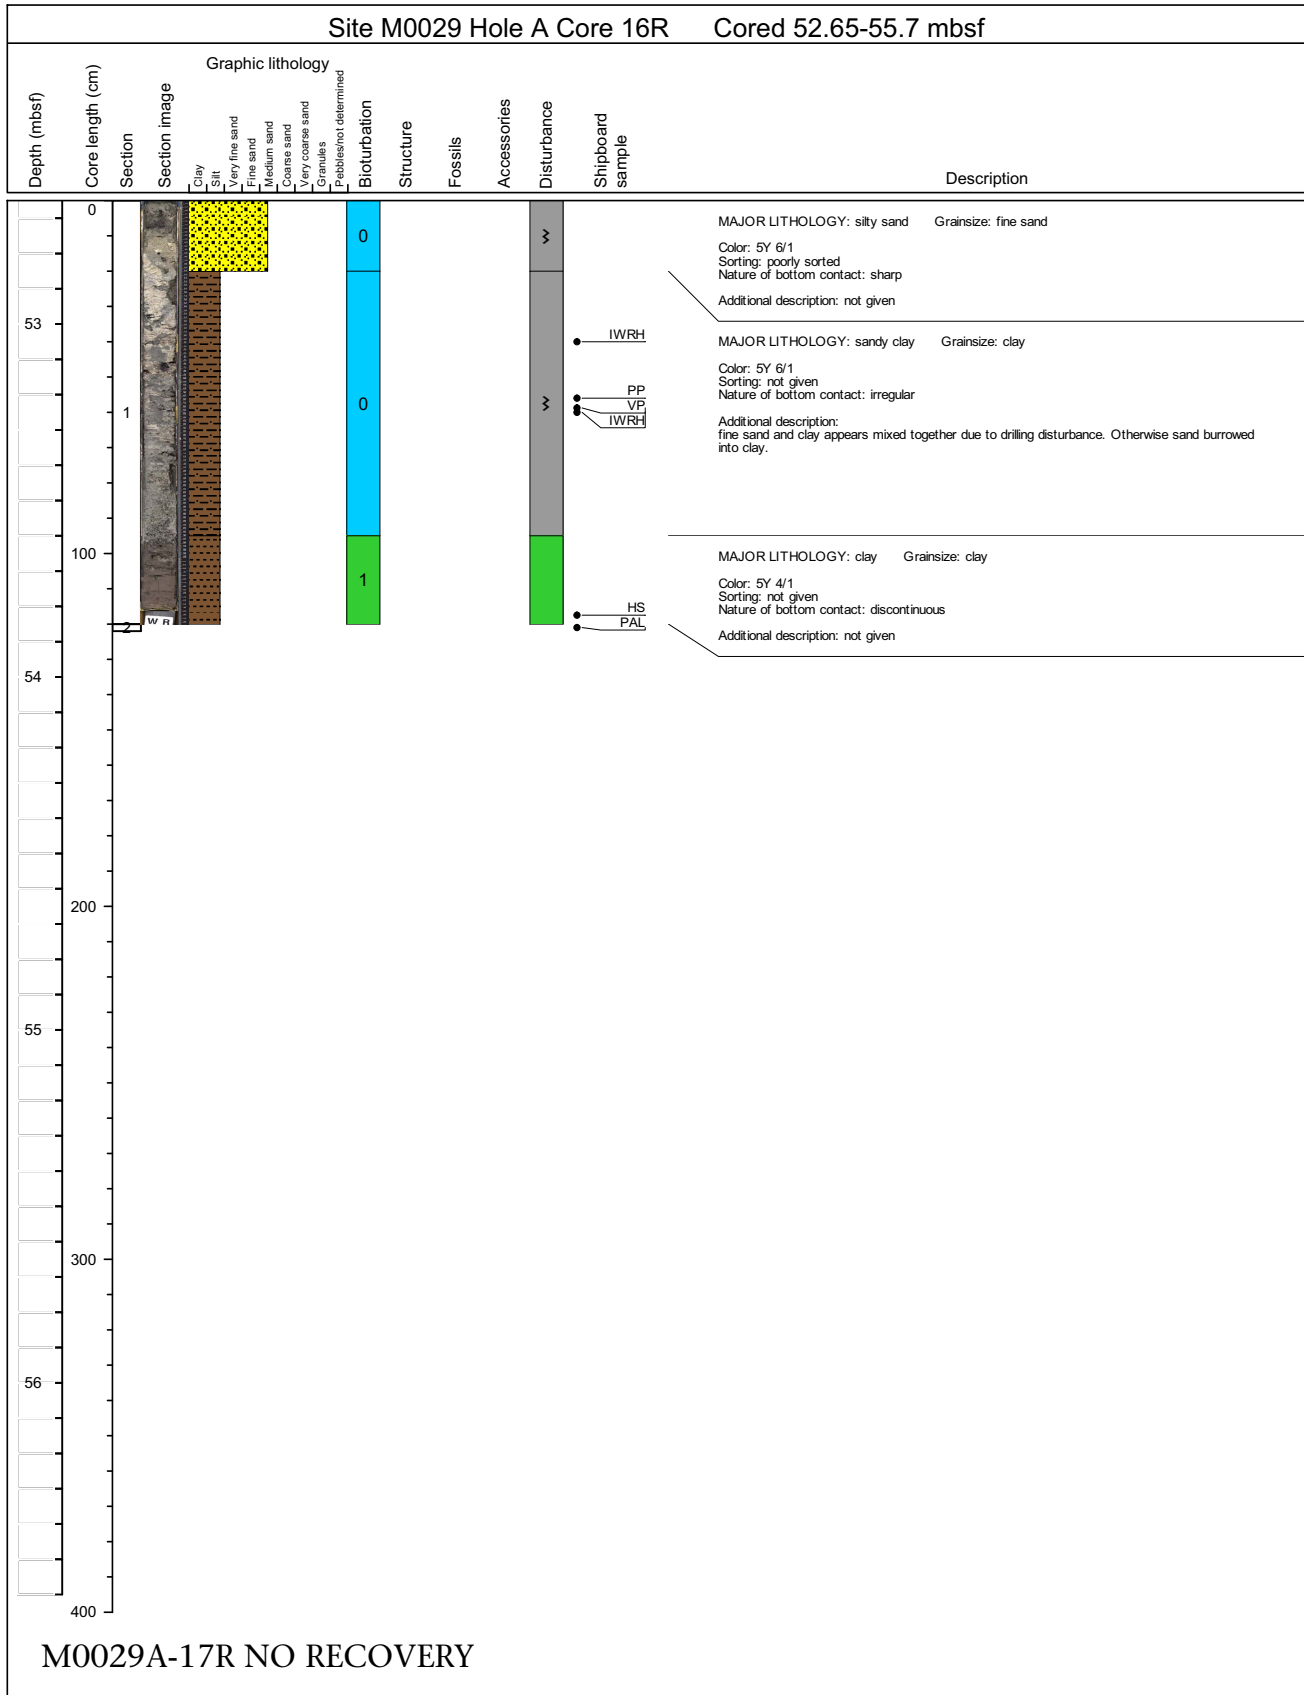 Site M0029 Hole A Core 16R Cored 52.65-55.7 mbsf
Graphic lithology
Depth (mbsf)
Core length (cm)
Section
Section image
Clay
Silt
Very fine sand
Fine sand
Medium sand
Coarse sand
Very coarse sand
Granules
Pebbles/not determined
Bioturbation
Structure
Fossils
Accessories
Disturbance
Shipboard
sample
Description
0
0
MAJOR LITHOLOGY: silty sand Grainsize: fine sand
Color: 5Y 6/1
Sorting: poorly sorted
Nature of bottom contact: sharp
Additional description: not given
53
IWRH
MAJOR LITHOLOGY: sandy clay Grainsize: clay
Color: 5Y 6/1
Sorting: not given
Nature of bottom contact: irregular
PP
1
0
VP
IWRH
Additional description:
fine sand and clay appears mixed together due to drilling disturbance. Otherwise sand burrowed
into clay.
100
MAJOR LITHOLOGY: clay Grainsize: clay
1
Color: 5Y 4/1
Sorting: not given
Nature of bottom contact: discontinuous
HS
2
W R
PAL
Additional description: not given
54
200
55
300
56
400
M0029A-17R NO RECOVERY